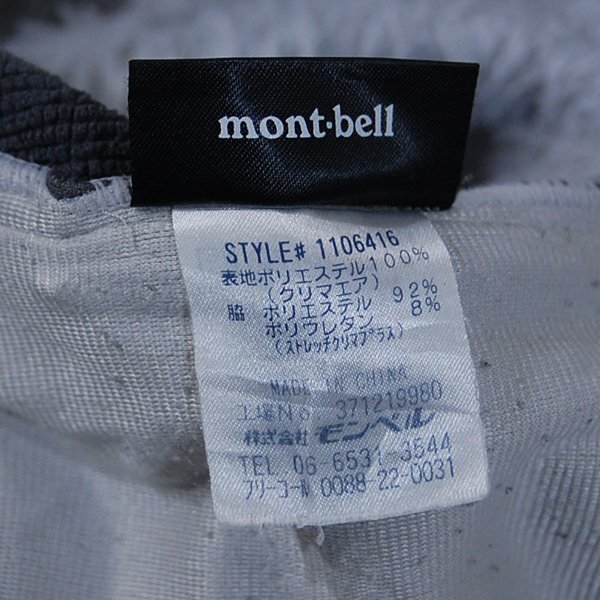 mont·bell
STYLE# 1106416
表地ポリエステル100%
(クリマエア)
脇 ポリエステル 92%
ポリウレタン 8%
(ストレッチクリマプラス)
MADE IN CHINA
工場No. 371218980
株式会社 モンベル
TEL 06-6531-3544
フリーコール 0088-22-0031